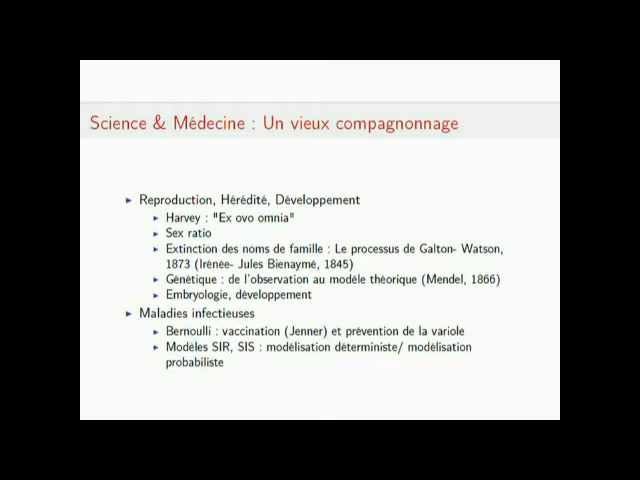 Science & Médecine : Un vieux compagnonnage
Reproduction, Hérédité, Développement
Harvey : "Ex ovo omnia"
Sex ratio
Extinction des noms de famille : Le processus de Galton- Watson,
1873 (Irénée- Jules Bienaymé, 1845)
Génétique : de l'observation au modèle théorique (Mendel, 1866)
Embryologie, développement
Maladies infectieuses
Bernoulli : vaccination (Jenner) et prévention de la variole
Modèles SIR, SIS : modélisation déterministe/ modélisation
probabiliste